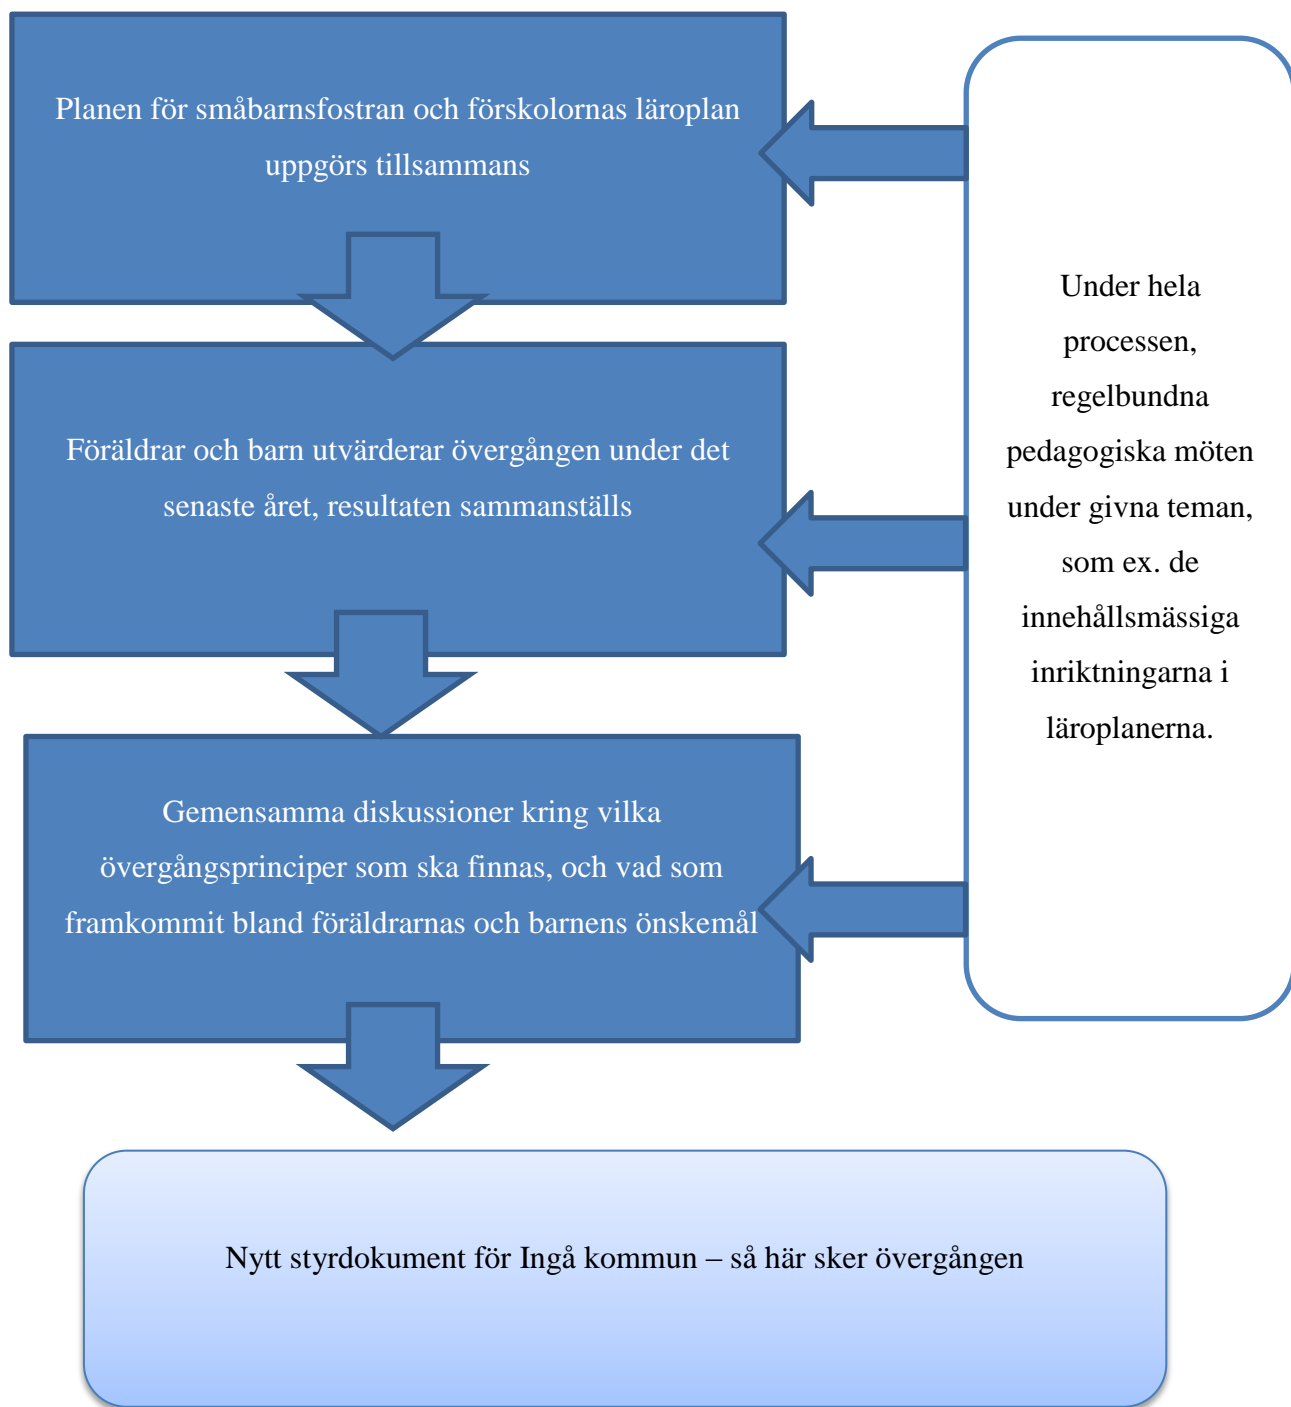 Planen för småbarnsfostran och förskolornas läroplan
uppgörs tillsammans
Föräldrar och barn utvärderar övergången under det
senaste året, resultaten sammanställs
Gemensamma diskussioner kring vilka
övergångsprinciper som ska finnas, och vad som
framkommit bland föräldrarnas och barnens önskemål
Under hela
processen,
regelbundna
pedagogiska möten
under givna teman,
som ex. de
innehållsmässiga
inriktningarna i
läroplanerna.
Nytt styrdokument för Ingå kommun – så här sker övergången